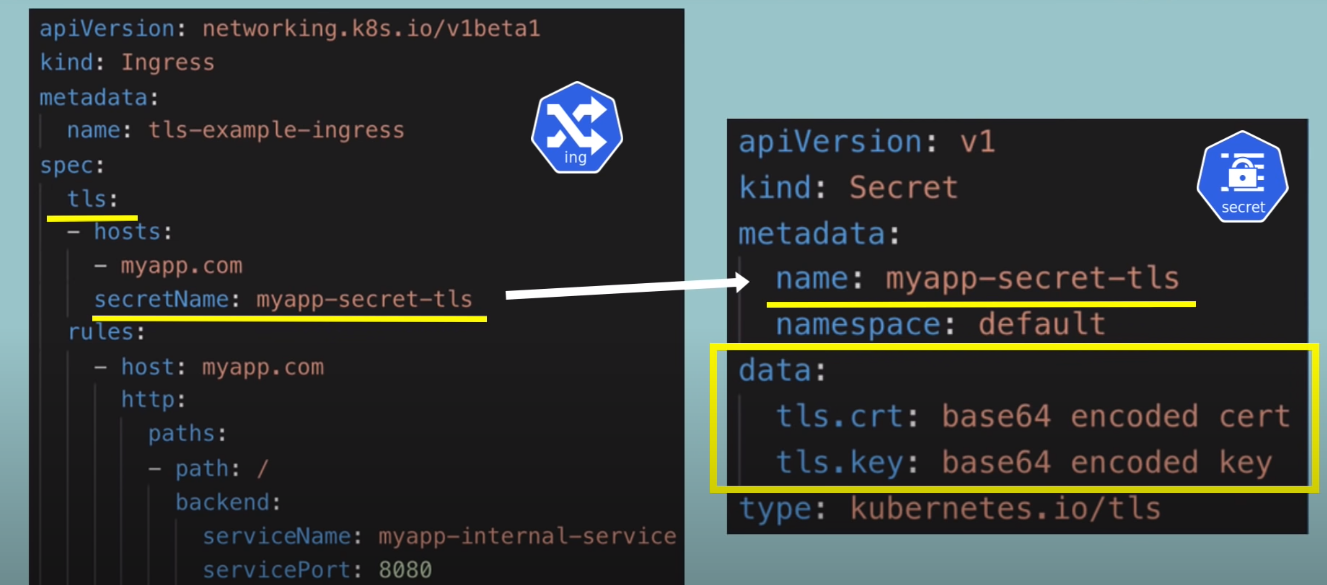 apiVersion: networking.k8s.io/v1beta1
kind: Ingress
metadata:
  name: tls-example-ingress
spec:
  tls:
  - hosts:
    - myapp.com
    secretName: myapp-secret-tls
  rules:
    - host: myapp.com
      http:
        paths:
        - path: /
          backend:
            serviceName: myapp-internal-service
            servicePort: 8080
ing
apiVersion: v1
kind: Secret
metadata:
  name: myapp-secret-tls
  namespace: default
data:
  tls.crt: base64 encoded cert
  tls.key: base64 encoded key
type: kubernetes.io/tls
secret